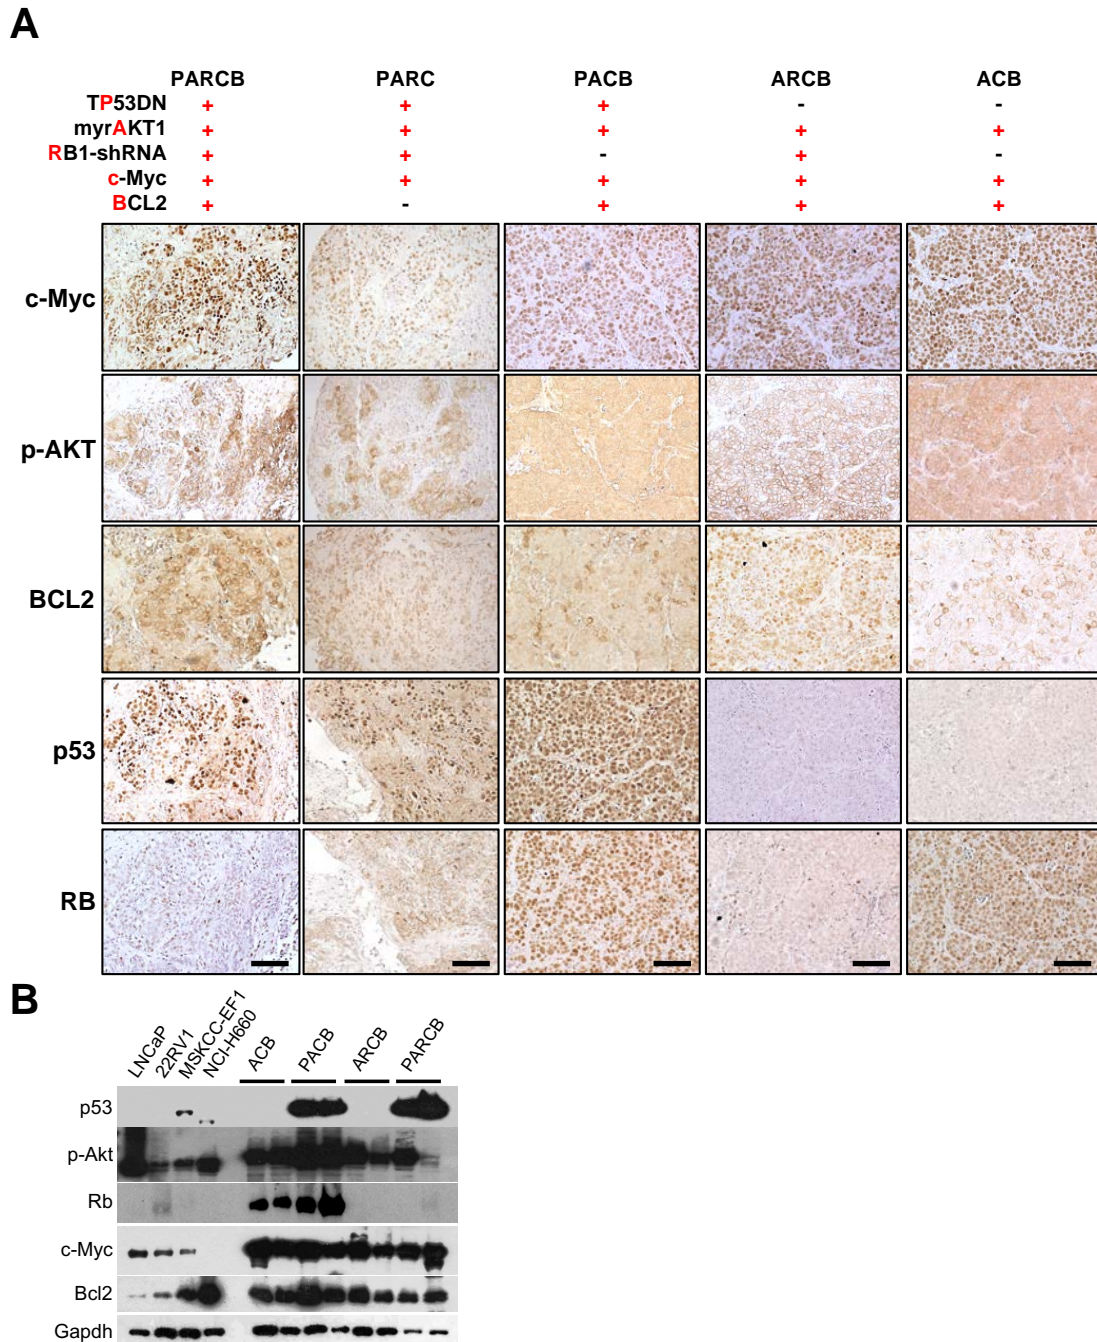 A
PARCB PARC PACB ARCB ACB
TP53DN + + + - -
myrAKT1 + + + + +
RB1-shRNA + + - + -
c-Myc + + + + +
BCL2 + - + + +
c-Myc
p-AKT
BCL2
p53
RB
B
LNCaP 22RV1 MSKCC-EF1 NCI-H660 ACB PACB ARCB PARCB
p53
p-Akt
Rb
c-Myc
Bcl2
Gapdh